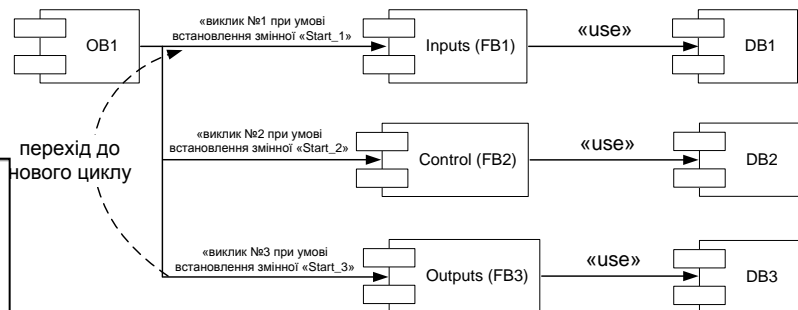 «виклик №1 при умові
встановлення змінної «Start_1»
OB1
Inputs (FB1)
«use»
DB1
«виклик №2 при умові
встановлення змінної «Start_2»
Control (FB2)
«use»
DB2
перехід до
нового циклу
«виклик №3 при умові
встановлення змінної «Start_3»
Outputs (FB3)
«use»
DB3